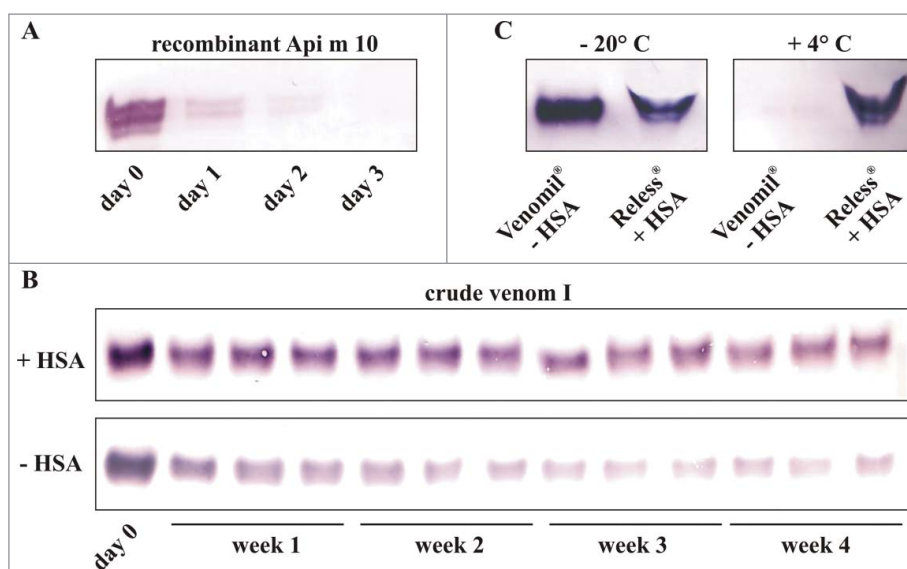 A
recombinant Api m 10
day 0
day 1
day 2
day 3
C
- 20° C
+ 4° C
Venomil®
- HSA
Reless®
+ HSA
Venomil®
- HSA
Reless®
+ HSA
B
crude venom I
+ HSA
- HSA
day 0
week 1
week 2
week 3
week 4